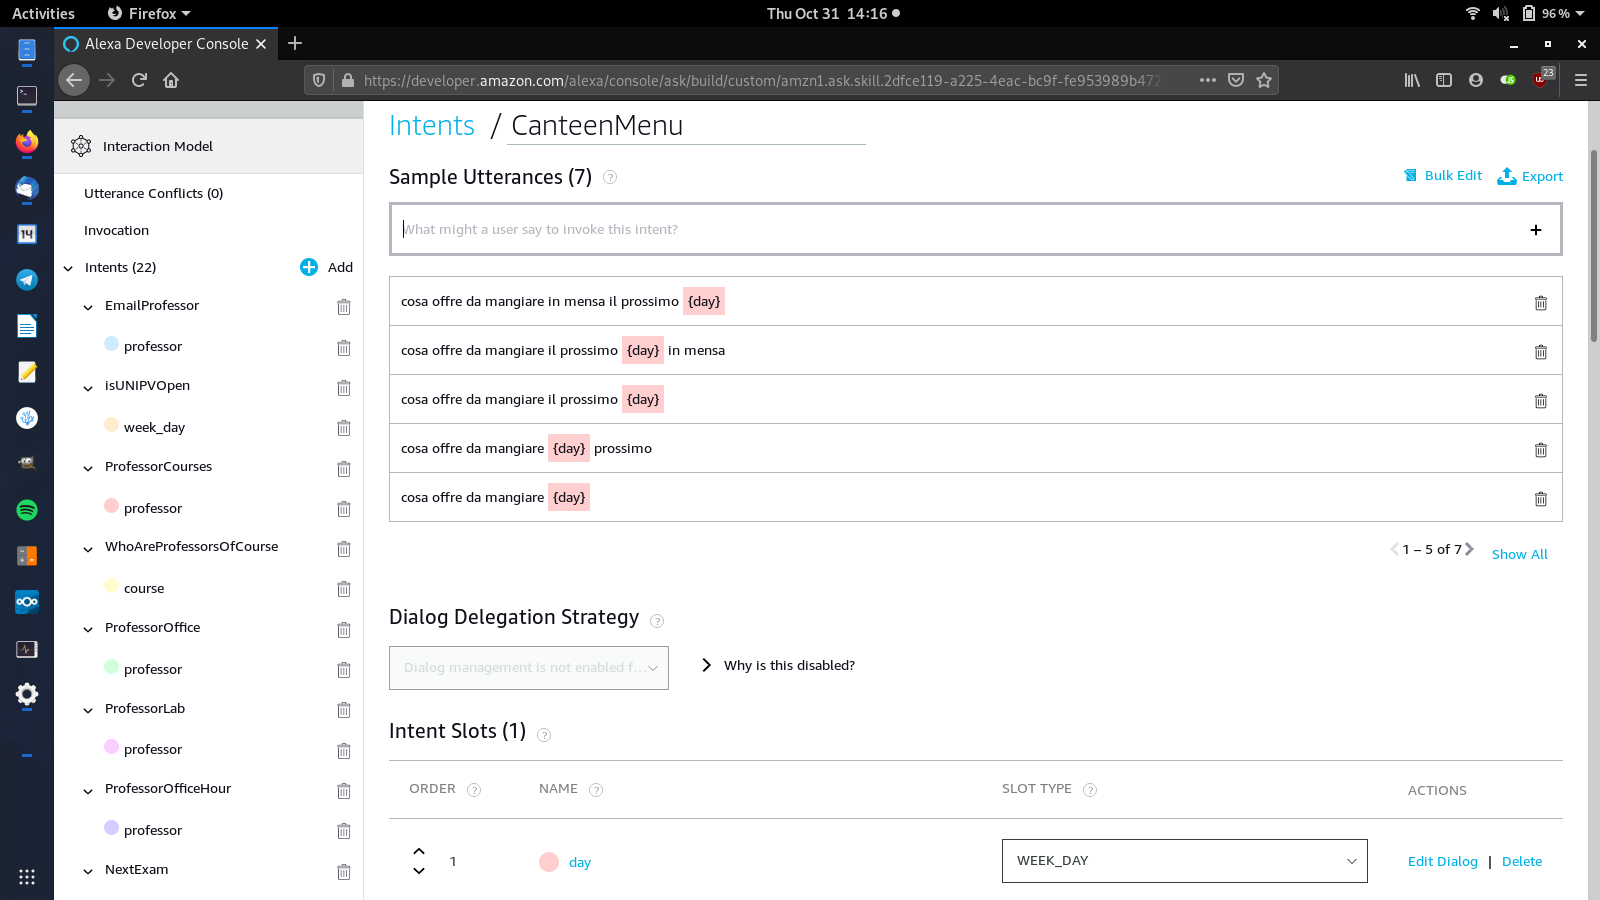 Activities Firefox Thu Oct 31 14:16 96 %
Alexa Developer Console
https://developer.amazon.com/alexa/console/ask/build/custom/amzn1.ask.skill.2dfce119-a225-4eac-bc9f-fe953989b472 23
Interaction Model
Utterance Conflicts (0)
Invocation
Intents (22) Add
EmailProfessor
professor
isUNIPVOpen
week_day
ProfessorCourses
professor
WhoAreProfessorsOfCourse
course
ProfessorOffice
professor
ProfessorLab
professor
ProfessorOfficeHour
professor
NextExam
Intents / CanteenMenu
Sample Utterances (7) ? Bulk Edit Export
What might a user say to invoke this intent?
cosa offre da mangiare in mensa il prossimo {day}
cosa offre da mangiare il prossimo {day} in mensa
cosa offre da mangiare il prossimo {day}
cosa offre da mangiare {day} prossimo
cosa offre da mangiare {day}
1 – 5 of 7 Show All
Dialog Delegation Strategy ?
Dialog management is not enabled f... Why is this disabled?
Intent Slots (1) ?
ORDER ? NAME ? SLOT TYPE ? ACTIONS
1 day WEEK_DAY Edit Dialog | Delete
14